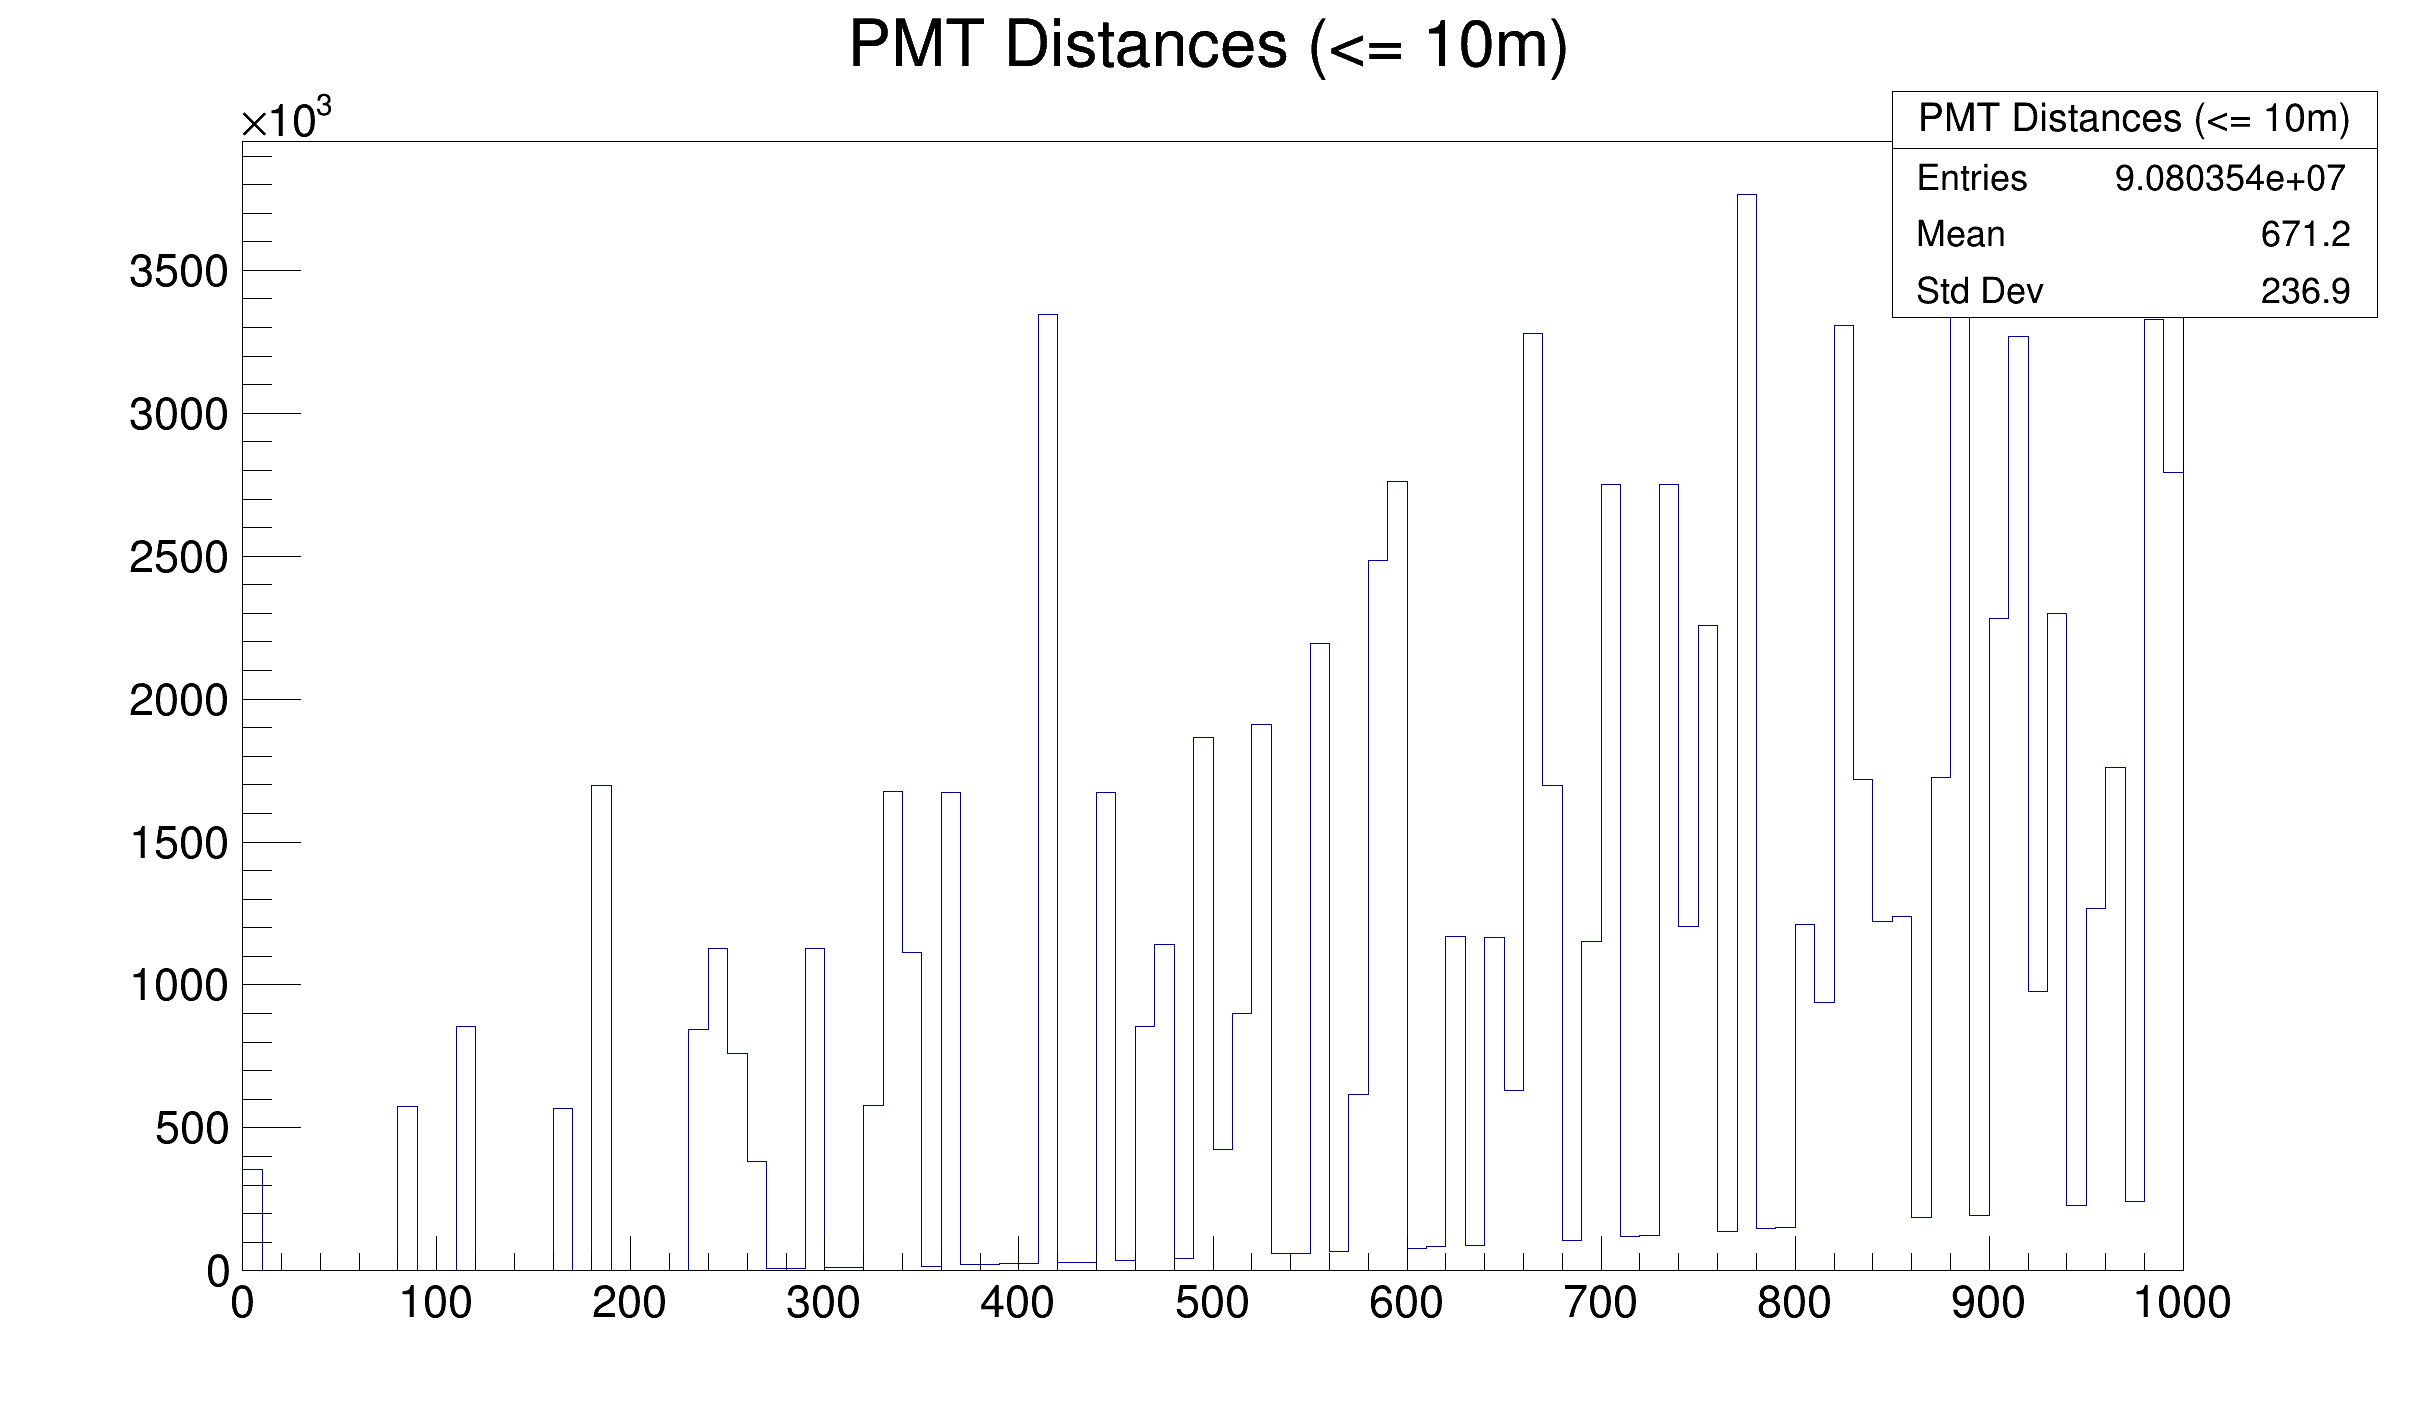 PMT Distances (<= 10m)
×10³
PMT Distances (<= 10m)
Entries 9.080354e+07
Mean 671.2
Std Dev 236.9
3500
3000
2500
2000
1500
1000
500
0
0 100 200 300 400 500 600 700 800 900 1000